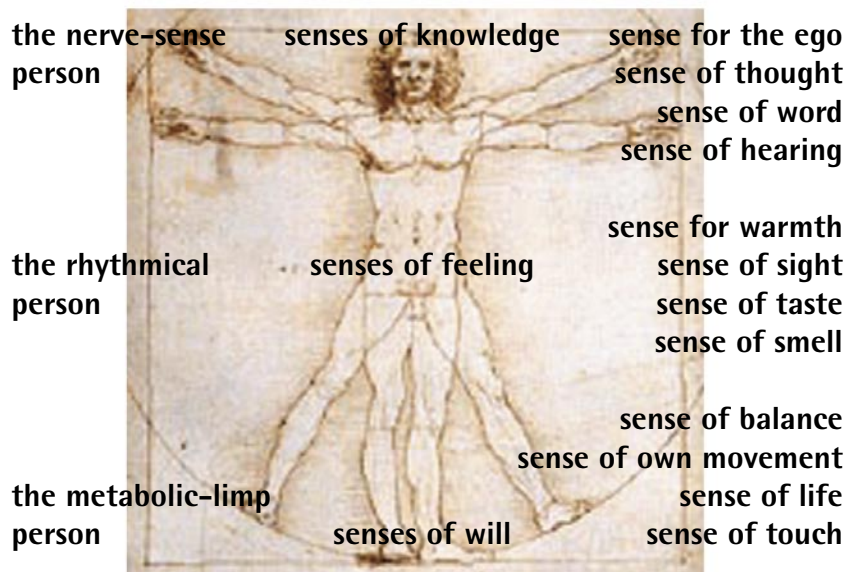 the nerve-sense senses of knowledge sense for the ego
person sense of thought
sense of word
sense of hearing
sense for warmth
the rhythmical senses of feeling sense of sight
person sense of taste
sense of smell
sense of balance
sense of own movement
the metabolic-limp sense of life
person senses of will sense of touch